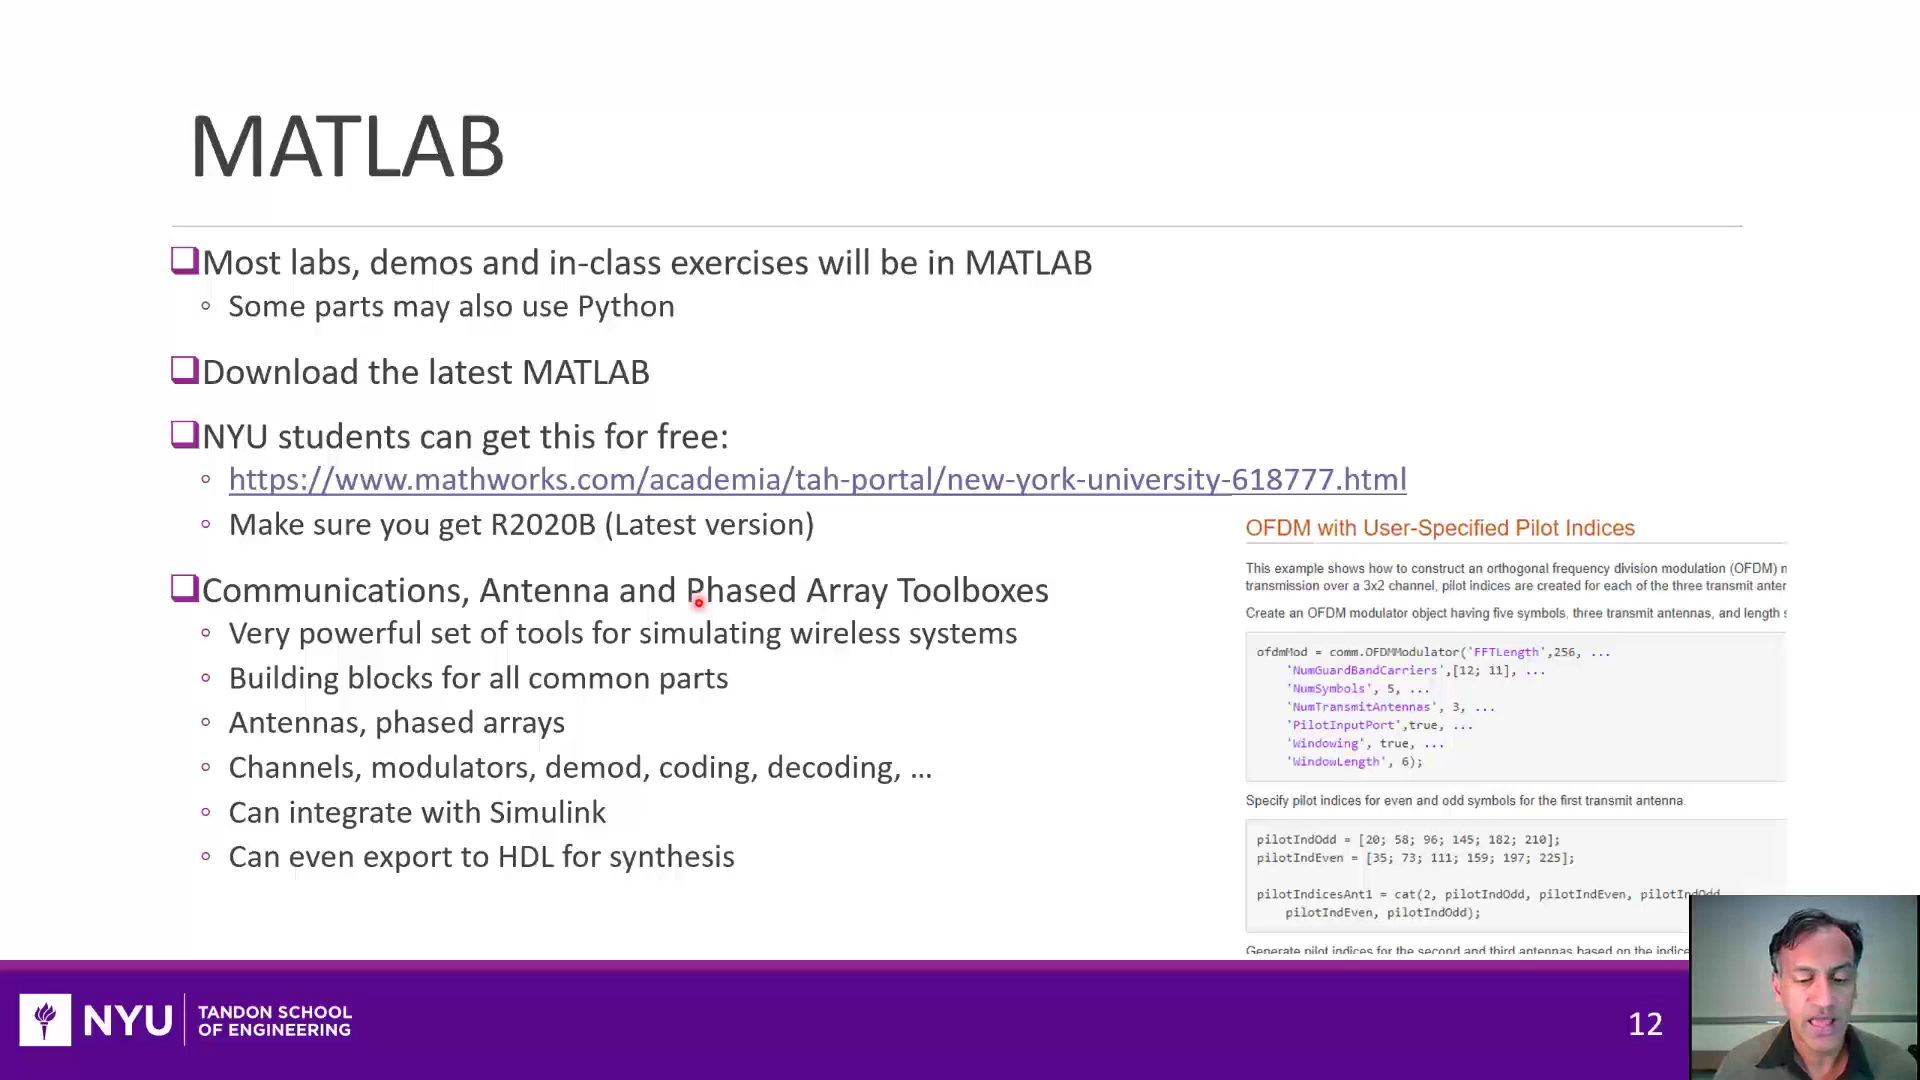 MATLAB
Most labs, demos and in-class exercises will be in MATLAB
Some parts may also use Python
Download the latest MATLAB
NYU students can get this for free:
https://www.mathworks.com/academia/tah-portal/new-york-university-618777.html
Make sure you get R2020B (Latest version)
Communications, Antenna and Phased Array Toolboxes
Very powerful set of tools for simulating wireless systems
Building blocks for all common parts
Antennas, phased arrays
Channels, modulators, demod, coding, decoding, …
Can integrate with Simulink
Can even export to HDL for synthesis
OFDM with User-Specified Pilot Indices
This example shows how to construct an orthogonal frequency division modulation (OFDM)
transmission over a 3x2 channel, pilot indices are created for each of the three transmit
Create an OFDM modulator object having five symbols, three transmit antennas, and length
ofdmMod = comm.OFDMModulator('FFTLength',256, ...
'NumGuardBandCarriers',[12; 11], ...
'NumSymbols', 5, ...
'NumTransmitAntennas', 3, ...
'PilotInputPort',true, ...
'Windowing', true, ...
'WindowLength', 6);
Specify pilot indices for even and odd symbols for the first transmit antenna.
pilotIndOdd = [20; 58; 96; 145; 182; 210];
pilotIndEven = [35; 73; 111; 159; 197; 225];
pilotIndicesAnt1 = cat(2, pilotIndOdd, pilotIndEven, pilotIndOdd,
pilotIndEven, pilotIndOdd);
Generate pilot indices for the second and third antennas based on the
NYU
TANDON SCHOOL
OF ENGINEERING
12